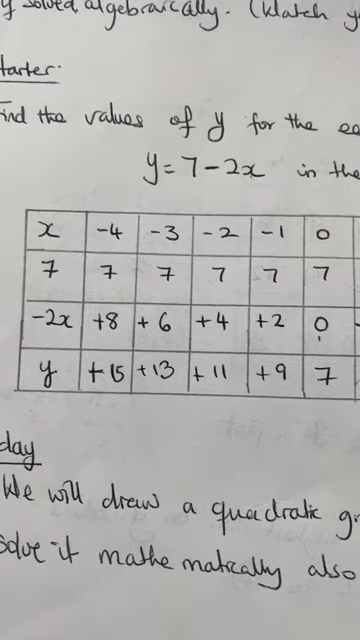 y solved algebraically. (Watch
tarter:
ind the values of y for the
y = 7 - 2x in the
x -4 -3 -2 -1 0
7 7 7 7 7 7
-2x +8 +6 +4 +2 0
y +15 +13 +11 +9 7
day
We will draw a quadratic
solve it mathematically also